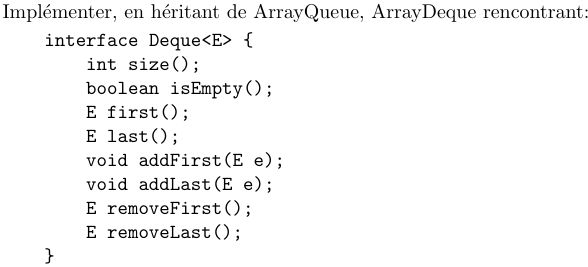 Implémenter, en héritant de ArrayQueue, ArrayDeque rencontrant:
interface Deque<E> {
int size();
boolean isEmpty();
E first();
E last();
void addFirst(E e);
void addLast(E e);
E removeFirst();
E removeLast();
}